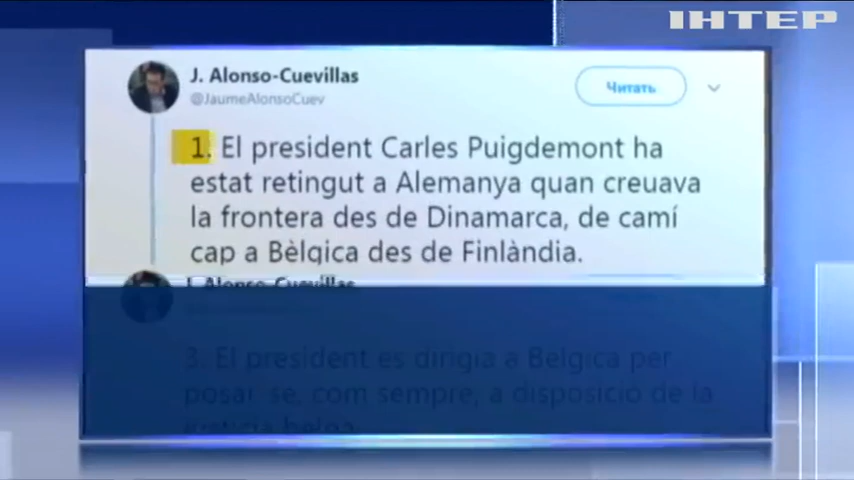 ІНТЕР
J. Alonso-Cuevillas
@JaumeAlonsoCuev
Читать
1. El president Carles Puigdemont ha
estat retingut a Alemanya quan creuava
la frontera des de Dinamarca, de camí
cap a Bèlgica des de Finlàndia.
J. Alonso-Cuevillas
3. El president es dirigia a Bèlgica per
posar-se, com sempre, a disposició de la
justícia belga.